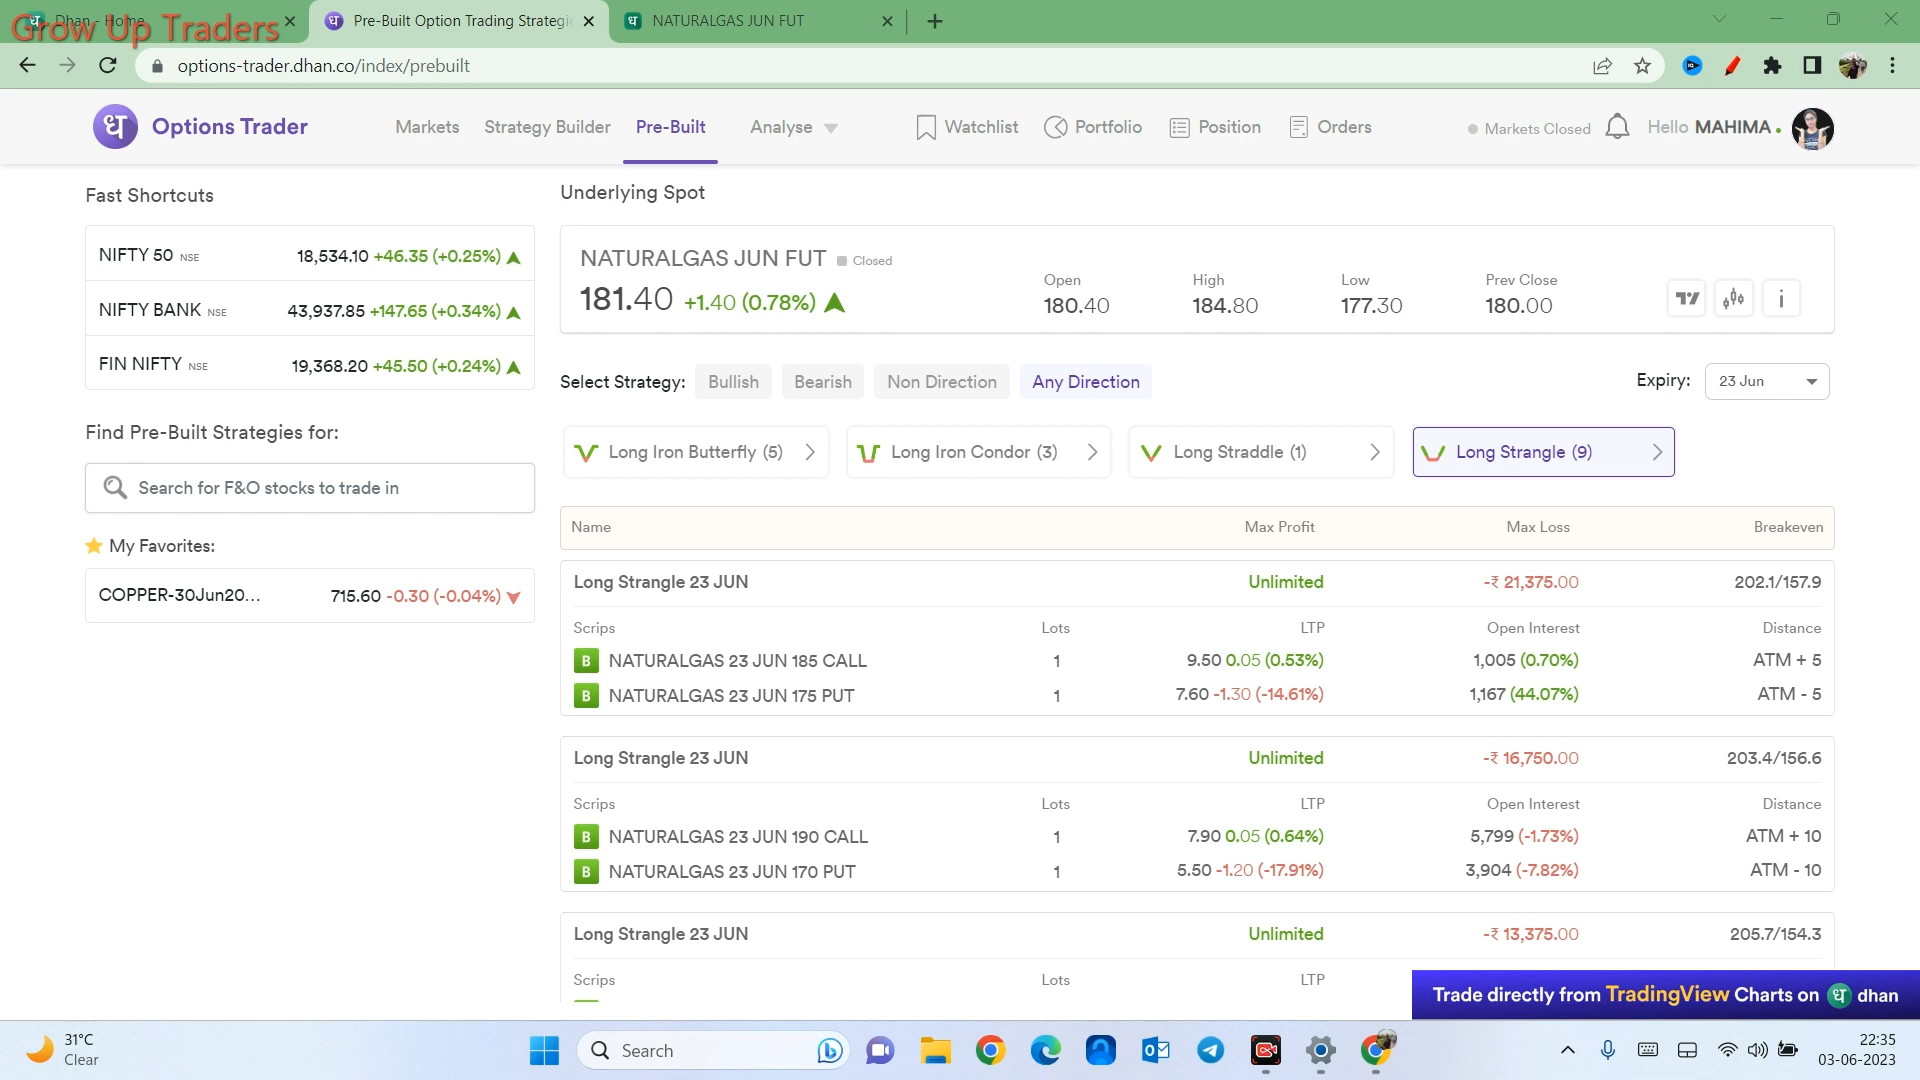 Dhan - Home
Grow Up Traders
Pre-Built Option Trading Strategi
NATURALGAS JUN FUT
options-trader.dhan.co/index/prebuilt
ध Options Trader
Markets
Strategy Builder
Pre-Built
Analyse
Watchlist
Portfolio
Position
Orders
Markets Closed
Hello MAHIMA
Fast Shortcuts
NIFTY 50 NSE 18,534.10 +46.35 (+0.25%)
NIFTY BANK NSE 43,937.85 +147.65 (+0.34%)
FIN NIFTY NSE 19,368.20 +45.50 (+0.24%)
Find Pre-Built Strategies for:
Search for F&O stocks to trade in
My Favorites:
COPPER-30Jun20... 715.60 -0.30 (-0.04%)
Underlying Spot
NATURALGAS JUN FUT Closed
181.40 +1.40 (0.78%)
Open High Low Prev Close
180.40 184.80 177.30 180.00
Select Strategy: Bullish Bearish Non Direction Any Direction
Expiry: 23 Jun
Long Iron Butterfly (5) Long Iron Condor (3) Long Straddle (1) Long Strangle (9)
Name Max Profit Max Loss Breakeven
Long Strangle 23 JUN Unlimited -₹ 21,375.00 202.1/157.9
Scrips Lots LTP Open Interest Distance
B NATURALGAS 23 JUN 185 CALL 1 9.50 0.05 (0.53%) 1,005 (0.70%) ATM + 5
B NATURALGAS 23 JUN 175 PUT 1 7.60 -1.30 (-14.61%) 1,167 (44.07%) ATM - 5
Long Strangle 23 JUN Unlimited -₹ 16,750.00 203.4/156.6
Scrips Lots LTP Open Interest Distance
B NATURALGAS 23 JUN 190 CALL 1 7.90 0.05 (0.64%) 5,799 (-1.73%) ATM + 10
B NATURALGAS 23 JUN 170 PUT 1 5.50 -1.20 (-17.91%) 3,904 (-7.82%) ATM - 10
Long Strangle 23 JUN Unlimited -₹ 13,375.00 205.7/154.3
Scrips Lots LTP
Trade directly from TradingView Charts on ध dhan
31°C
Clear
Search
22:35
03-06-2023